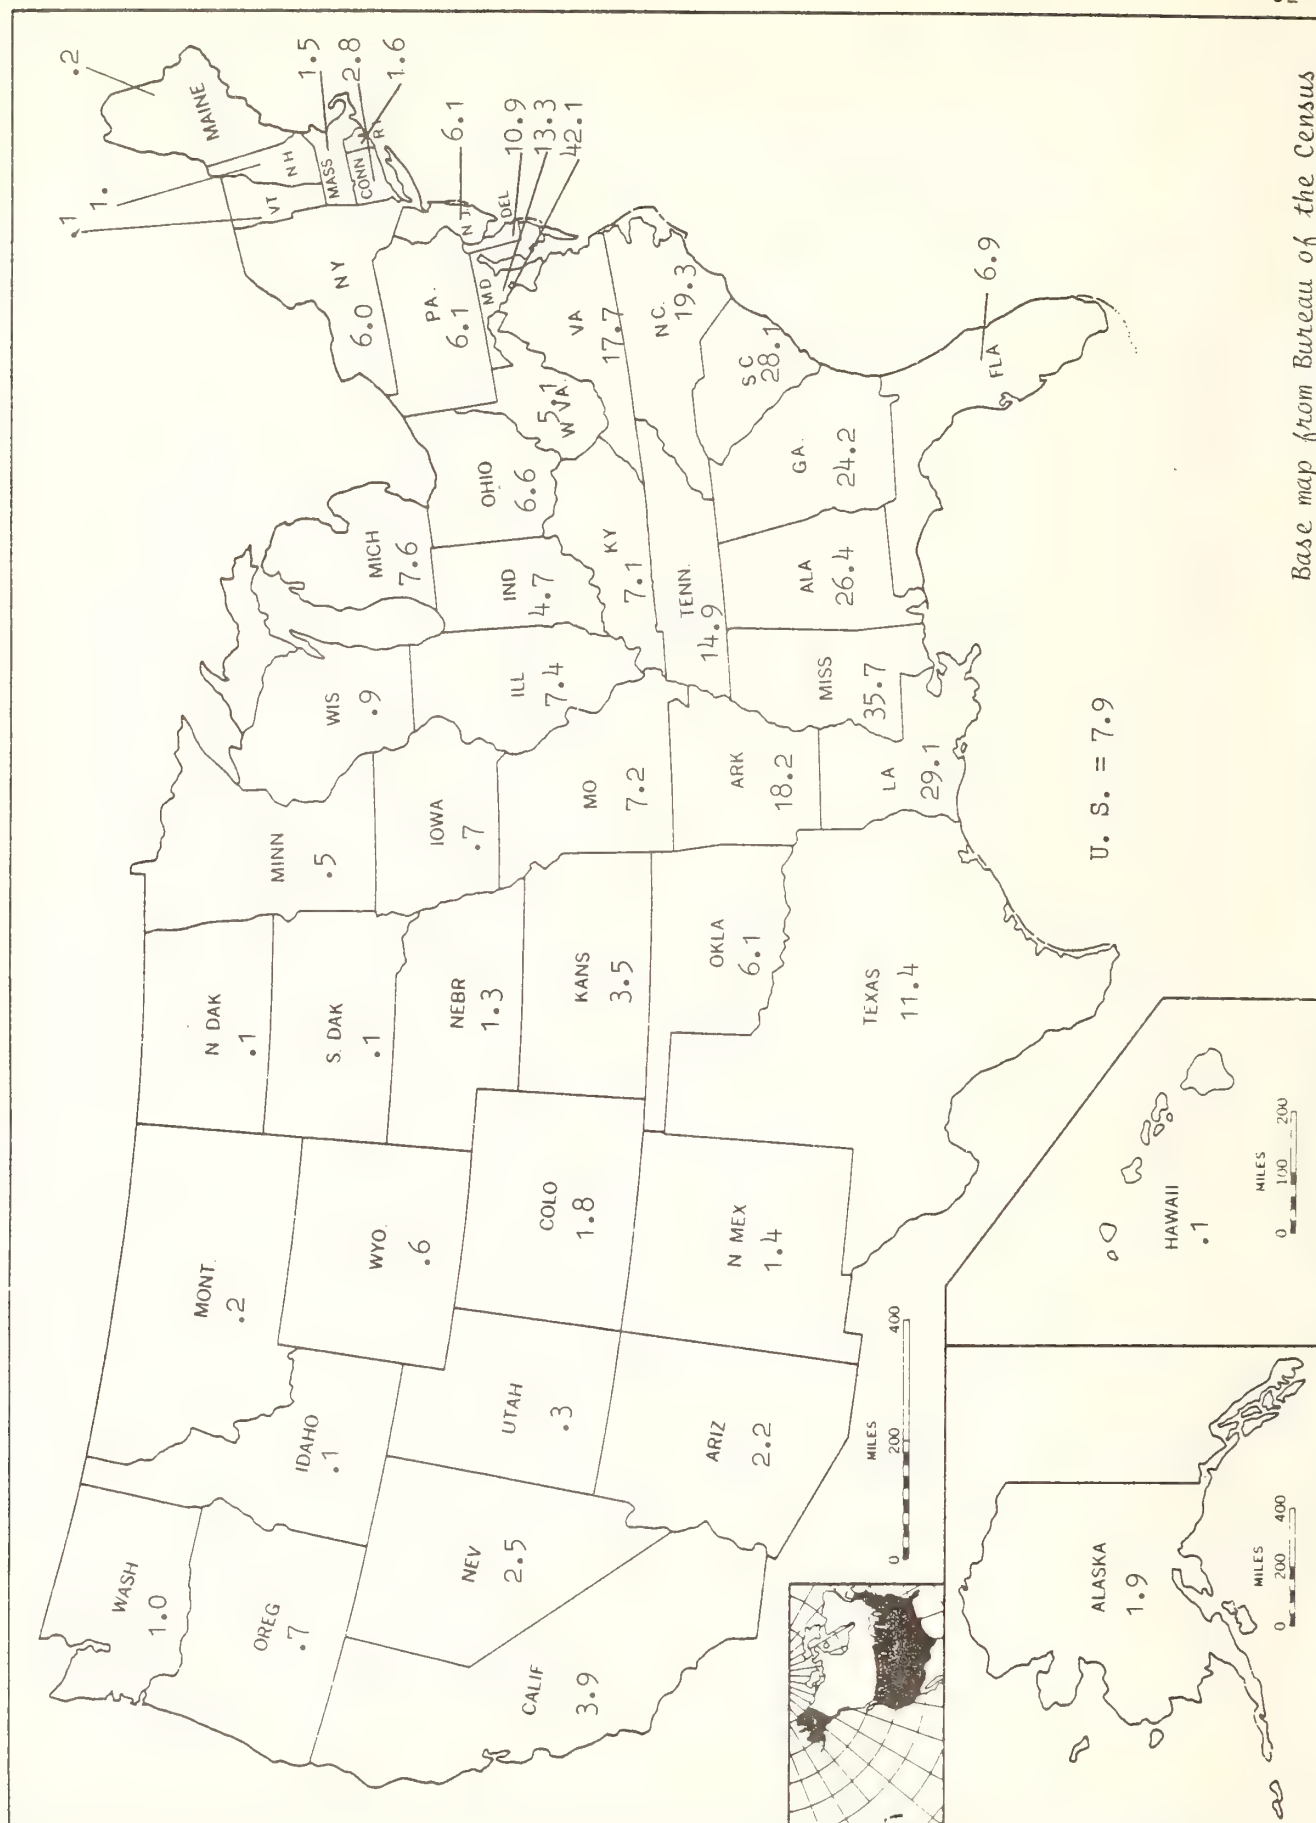 WASH
1.0
OREG
.7
CALIF
3.9
NEV
2.5
IDAHO
.1
MONT.
.2
WYO.
.6
UTAH
.3
ARIZ
2.2
COLO
1.8
N MEX
1.4
N DAK
.1
S. DAK
.1
NEBR
1.3
KANS
3.5
OKLA
6.1
TEXAS
11.4
MINN
.5
IOWA
.7
MO
7.2
ARK
18.2
LA
29.1
WIS
.9
ILL
7.4
MICH
7.6
IND
4.7
OHIO
6.6
KY
7.1
TENN.
14.9
MISS
35.7
ALA
26.4
GA.
24.2
FLA
6.9
S C
28.1
NC.
19.3
VA
17.7
W VA.
5.1
PA.
6.1
NY
6.0
VT
.1
NH
1.
MAINE
.2
MASS
1.5
R
2.8
CONN
1.6
N J.
6.1
DEL
10.9
MD
13.3
42.1
U. S. = 7.9
MILES
0 200 400
ALASKA
1.9
MILES
0 200 400
HAWAII
.1
MILES
0 100 200
Base map from Bureau of the Census